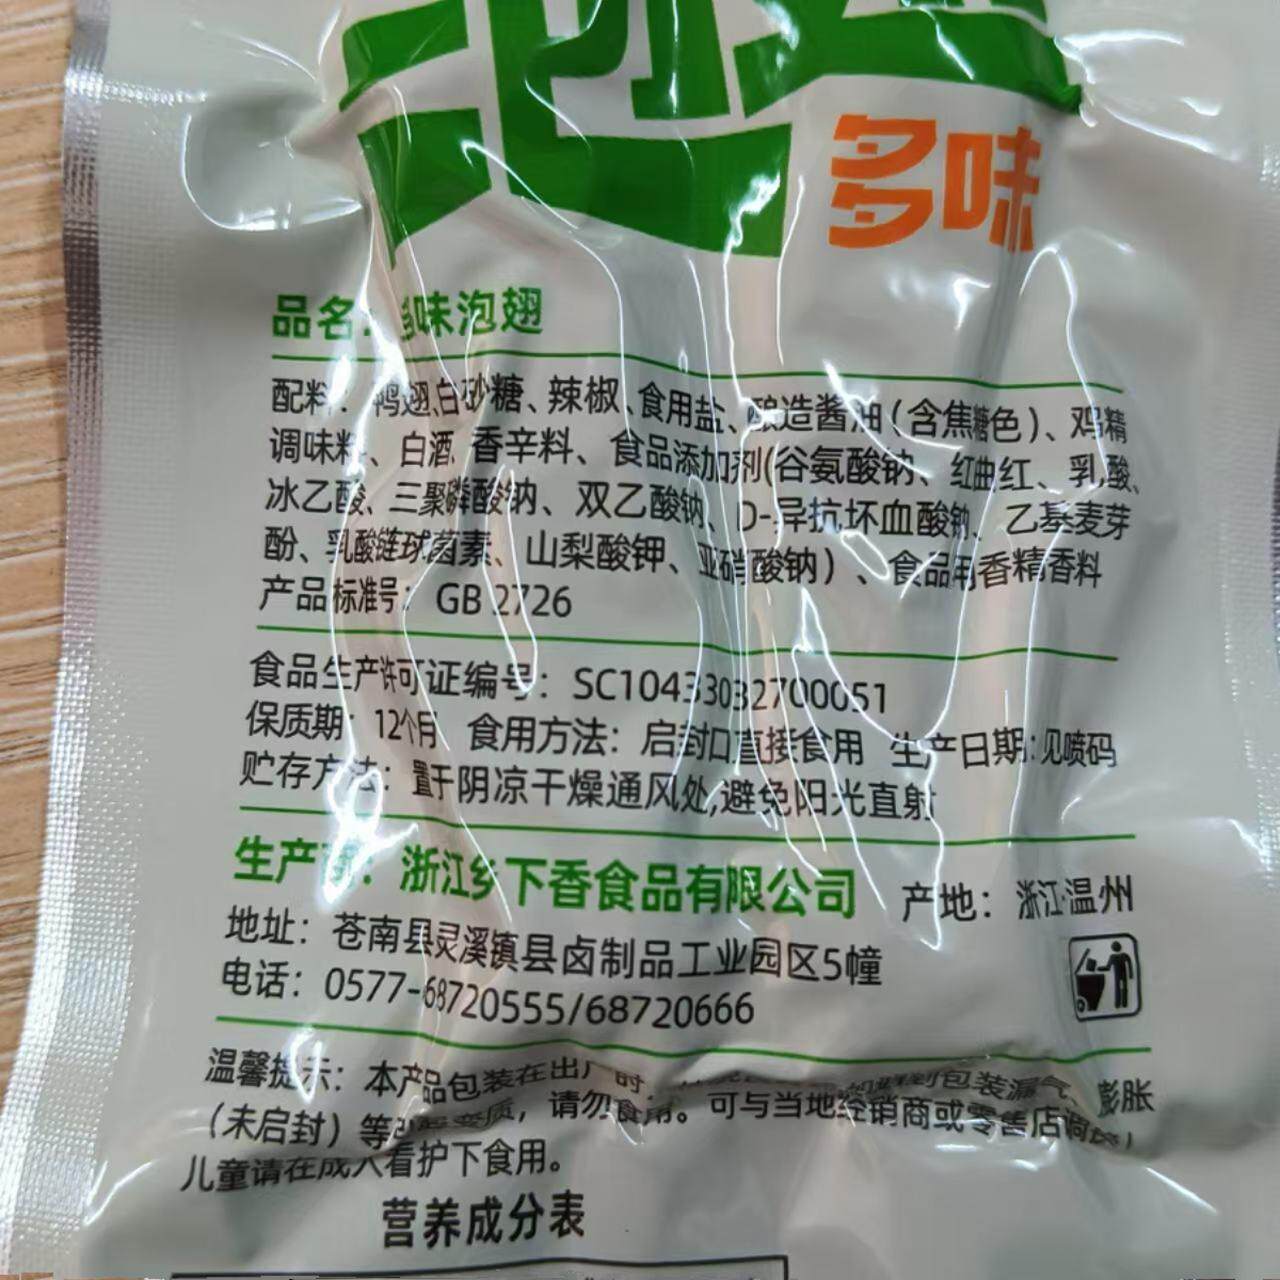 多味
品名：多味泡翅
配料：鸭翅、白砂糖、辣椒、食用盐、酿造酱油(含焦糖色)、鸡精
调味料、白酒、香辛料、食品添加剂(谷氨酸钠、红曲红、乳酸、
冰乙酸、三聚磷酸钠、双乙酸钠、D-异抗坏血酸钠、乙基麦芽
酚、乳酸链球菌素、山梨酸钾、亚硝酸钠）、食品用香精香料
产品标准号：GB 2726
食品生产许可证编号：SC10433032700051
保质期：12个月 食用方法：启封口直接食用 生产日期：见喷码
贮存方法：置于阴凉干燥通风处,避免阳光直射
生产商：浙江乡下香食品有限公司 产地：浙江·温州
地址：苍南县灵溪镇县卤制品工业园区5幢
电话：0577-68720555/68720666
温馨提示：本产品包装在出厂时，到包装漏气、膨胀
（未启封）等变质，请勿食用。可与当地经销商或零售店调换，
儿童请在成人看护下食用。
营养成分表